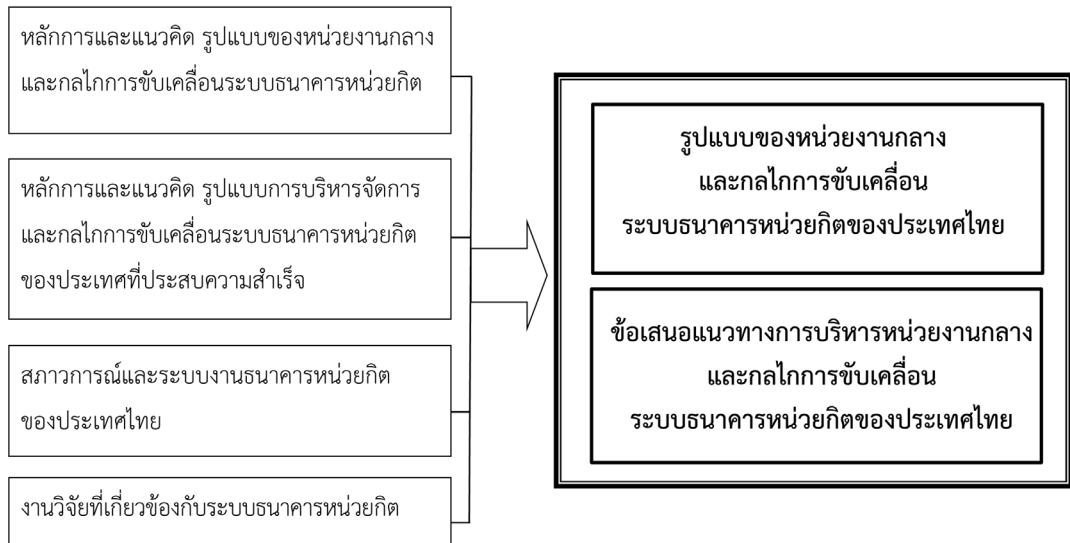 หลักการและแนวคิด รูปแบบของหน่วยงานกลาง
และกลไกการขับเคลื่อนระบบธนาคารหน่วยกิต
หลักการและแนวคิด รูปแบบการบริหารจัดการ
และกลไกการขับเคลื่อนระบบธนาคารหน่วยกิต
ของประเทศที่ประสบความสำเร็จ
สภาวการณ์และระบบงานธนาคารหน่วยกิต
ของประเทศไทย
งานวิจัยที่เกี่ยวข้องกับระบบธนาคารหน่วยกิต
รูปแบบของหน่วยงานกลาง
และกลไกการขับเคลื่อน
ระบบธนาคารหน่วยกิตของประเทศไทย
ข้อเสนอแนวทางการบริหารหน่วยงานกลาง
และกลไกการขับเคลื่อน
ระบบธนาคารหน่วยกิตของประเทศไทย